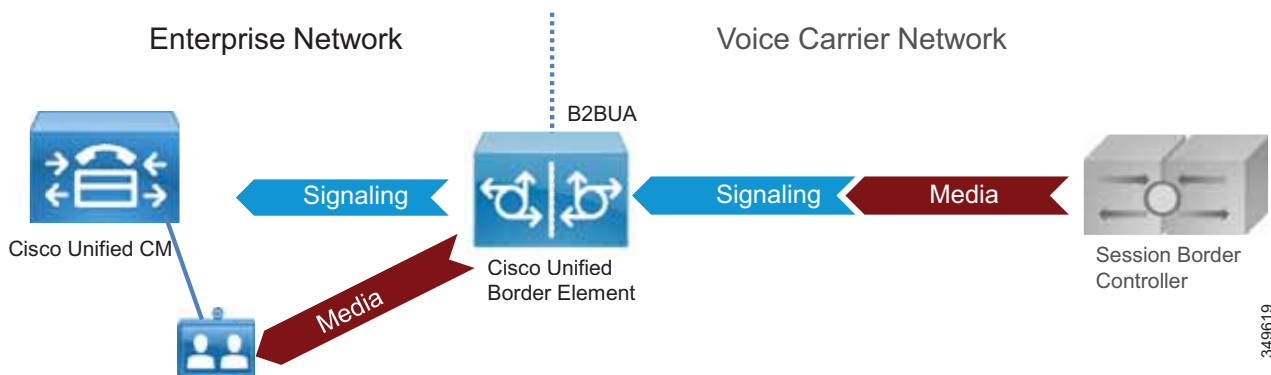 Enterprise Network
Voice Carrier Network
B2BUA
Signaling
Signaling
Media
Cisco Unified CM
Cisco Unified
Border Element
Session Border
Controller
Media
349619